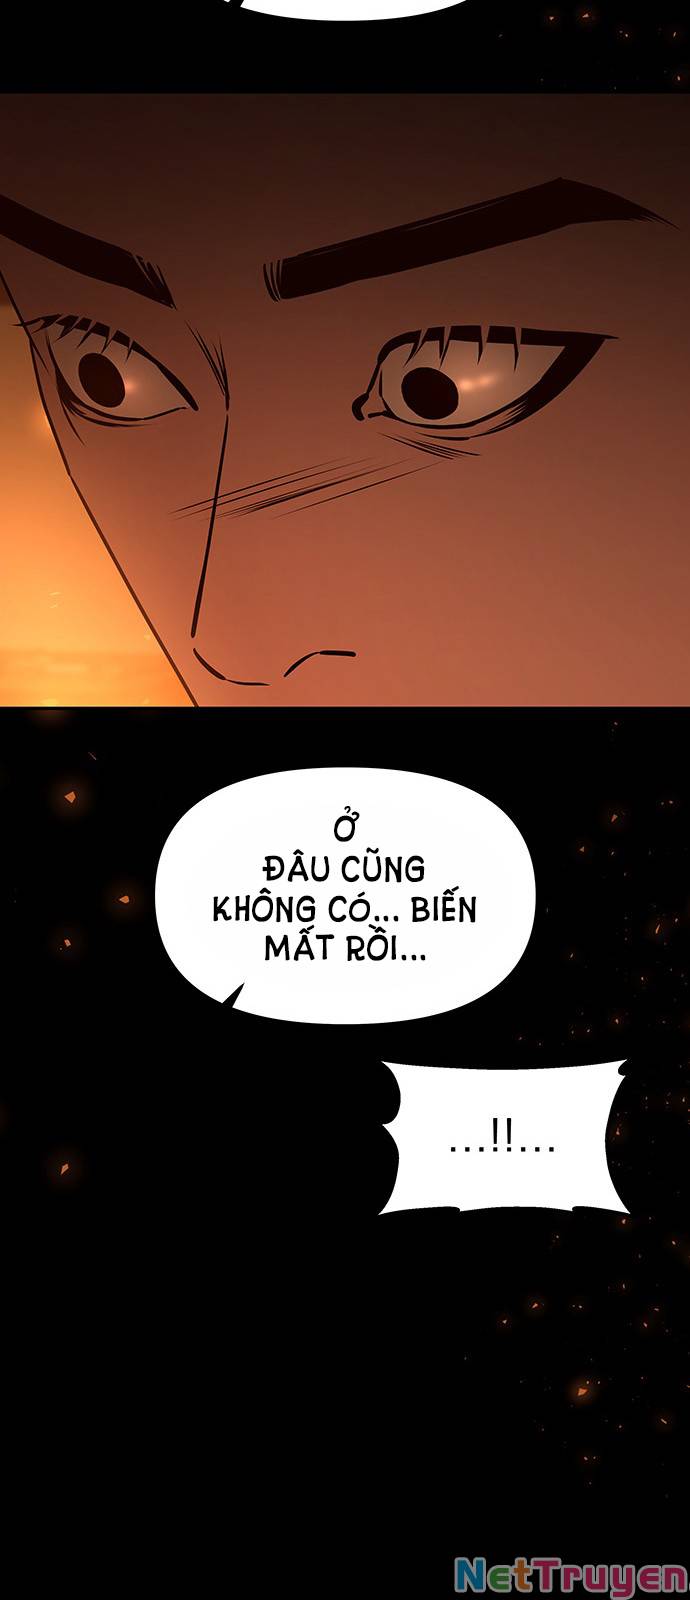 Ở
ĐÂU CŨNG
KHÔNG CÓ... BIẾN
MẤT RỒI...
...!!...
NetTruyen